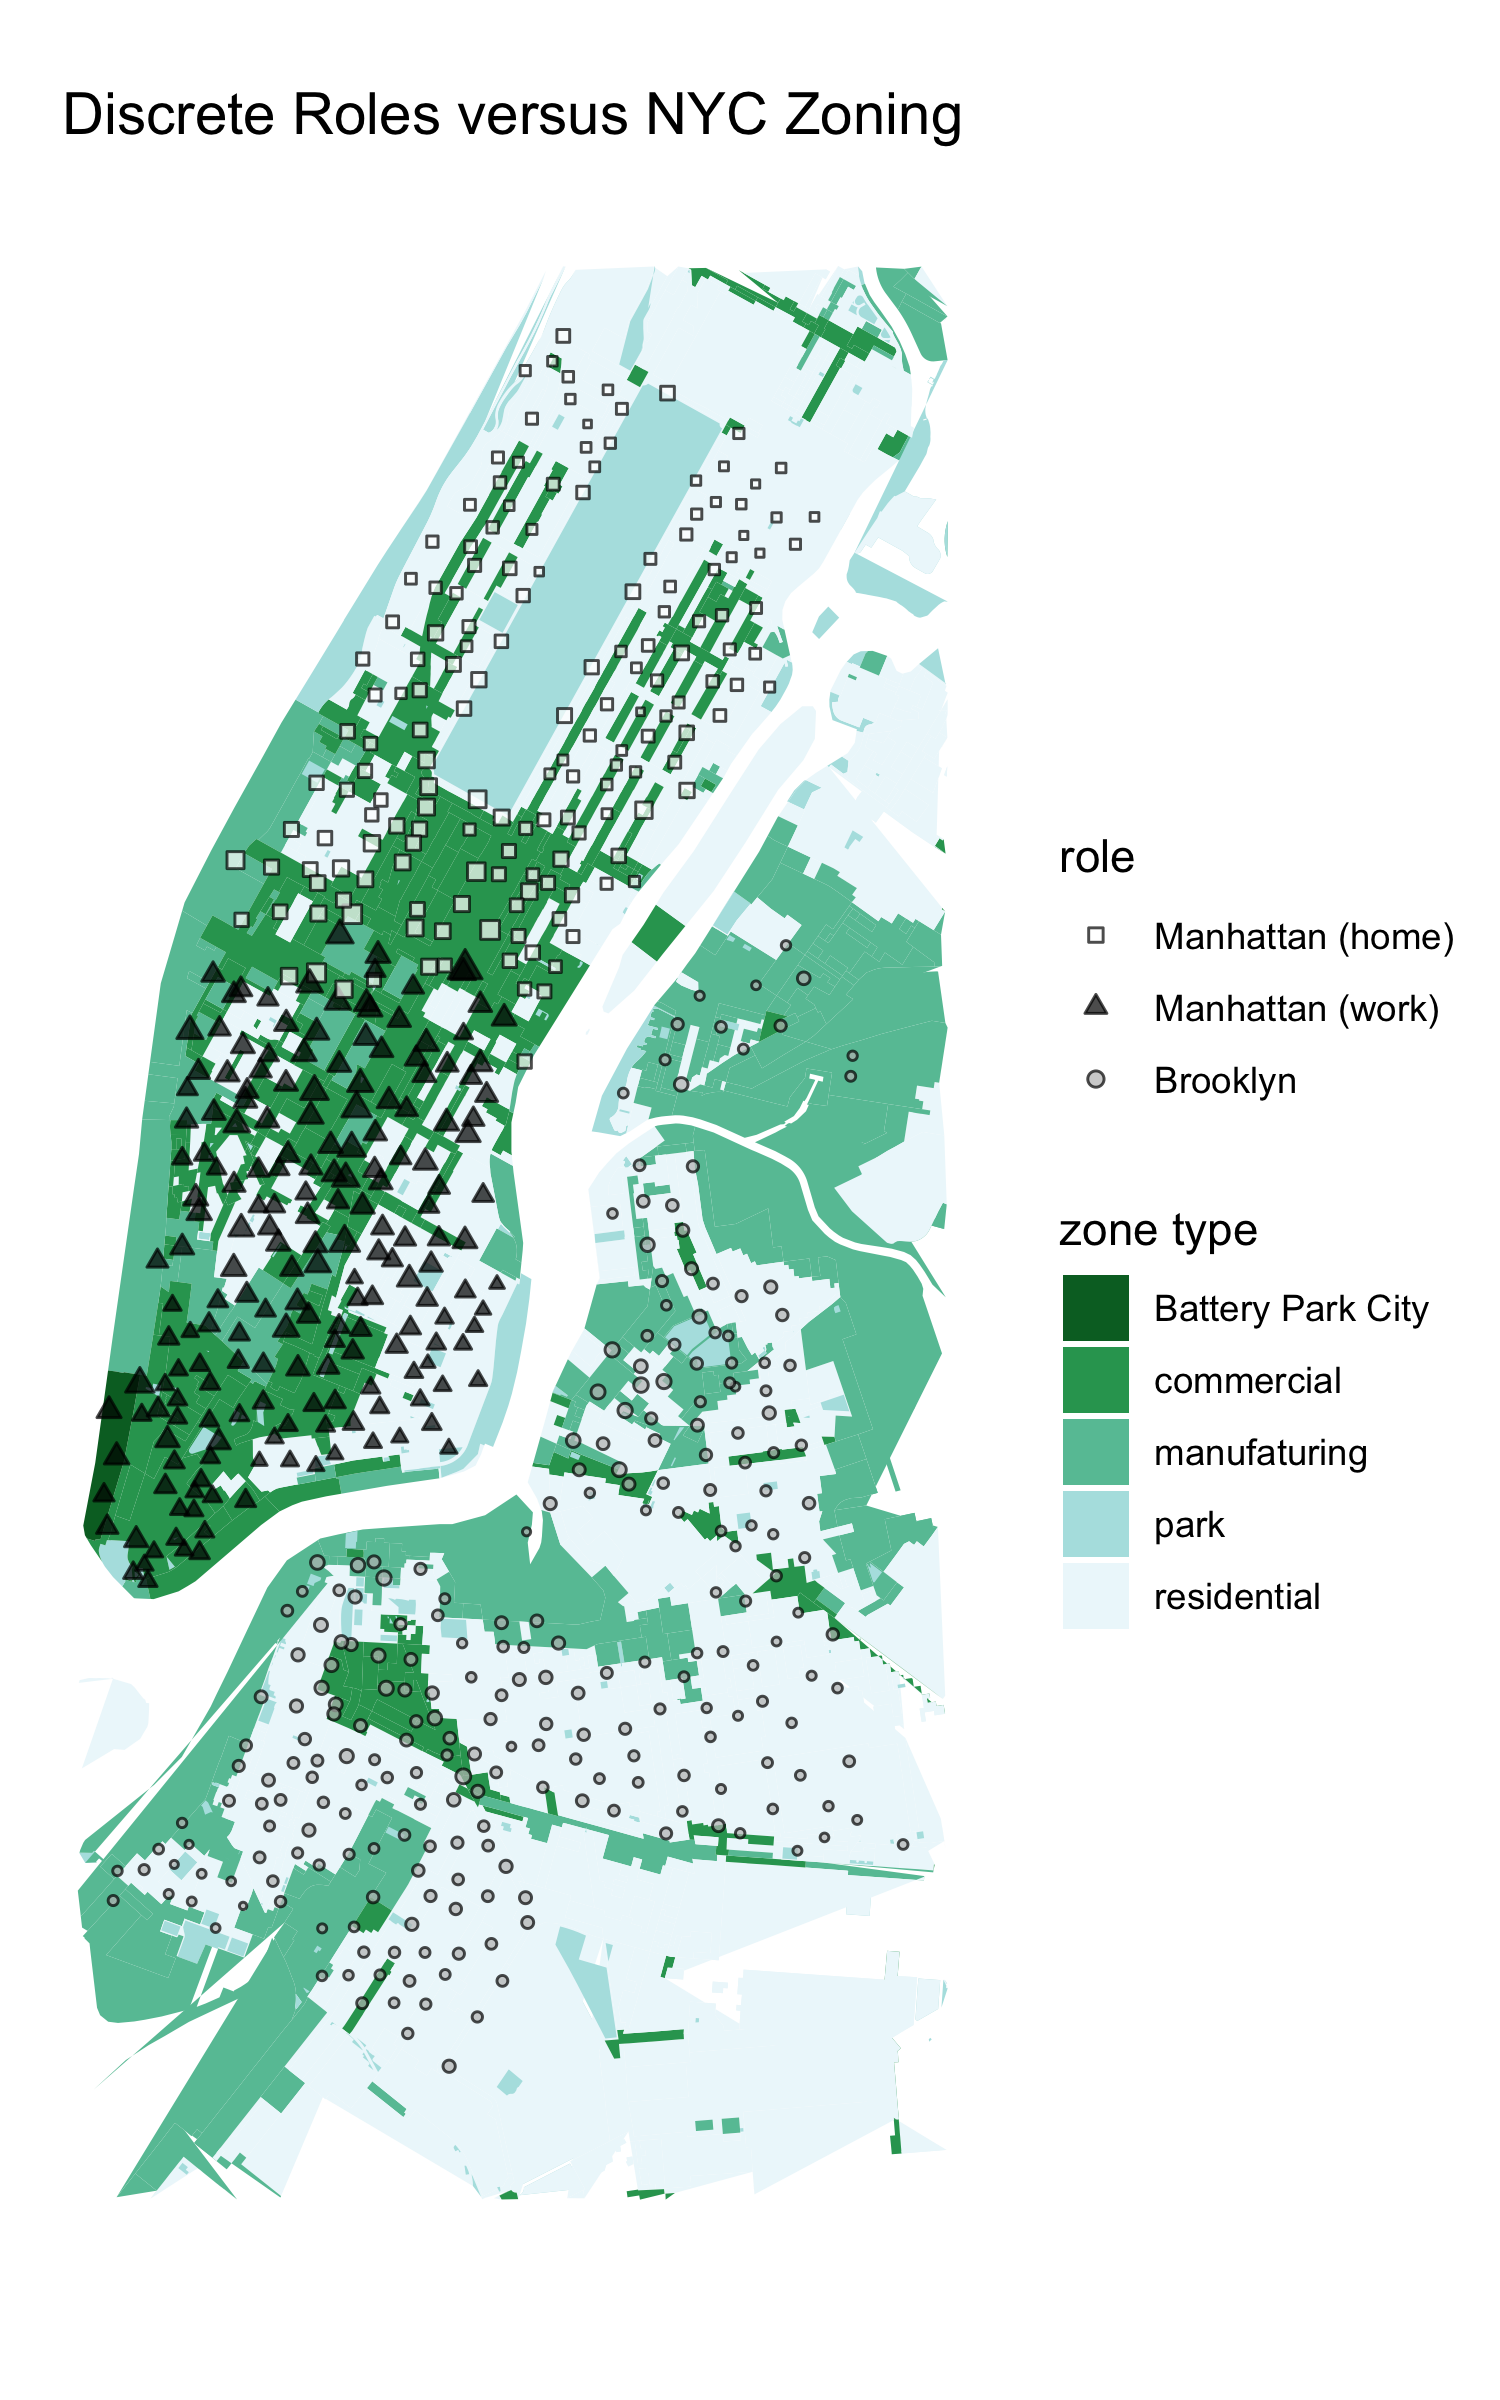 Discrete Roles versus NYC Zoning
role
Manhattan (home)
Manhattan (work)
Brooklyn
zone type
Battery Park City
commercial
manufaturing
park
residential